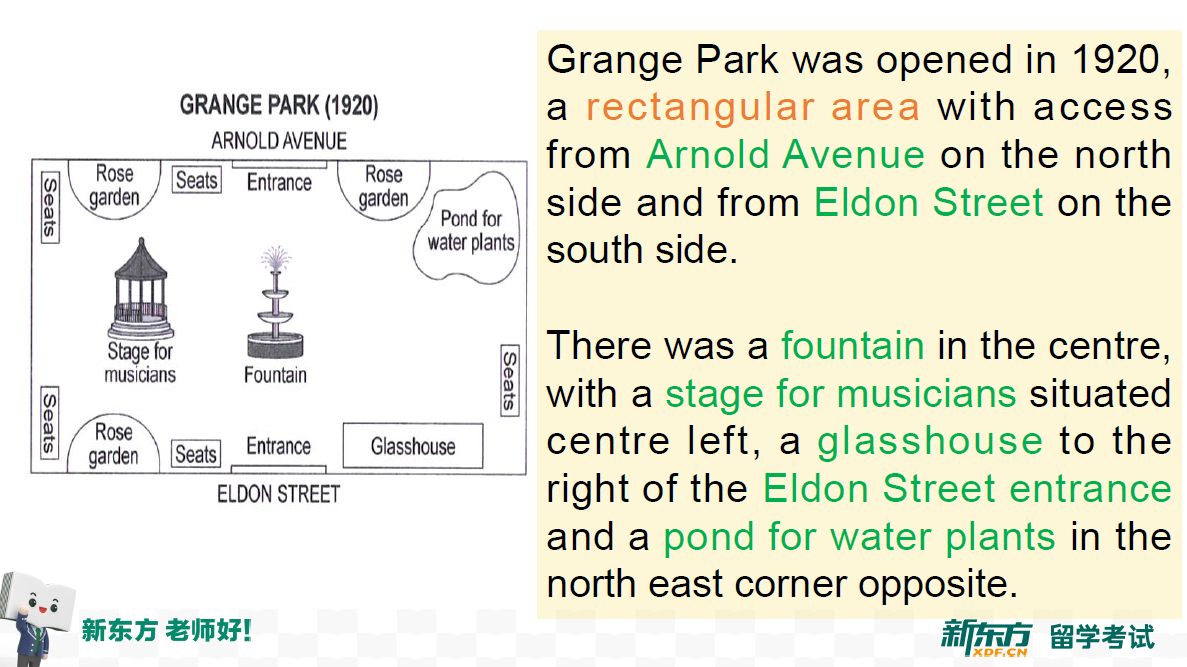 GRANGE PARK (1920)
ARNOLD AVENUE
Rose
garden
Seats
Entrance
Rose
garden
Seats
Pond for
water plants
Stage for
musicians
Fountain
Seats
Seats
Rose
garden
Seats
Entrance
Glasshouse
ELDON STREET
Grange Park was opened in 1920,
a rectangular area with access
from Arnold Avenue on the north
side and from Eldon Street on the
south side.
There was a fountain in the centre,
with a stage for musicians situated
centre left, a glasshouse to the
right of the Eldon Street entrance
and a pond for water plants in the
north east corner opposite.
新东方 老师好!
新东方
XDF.CN
留学考试